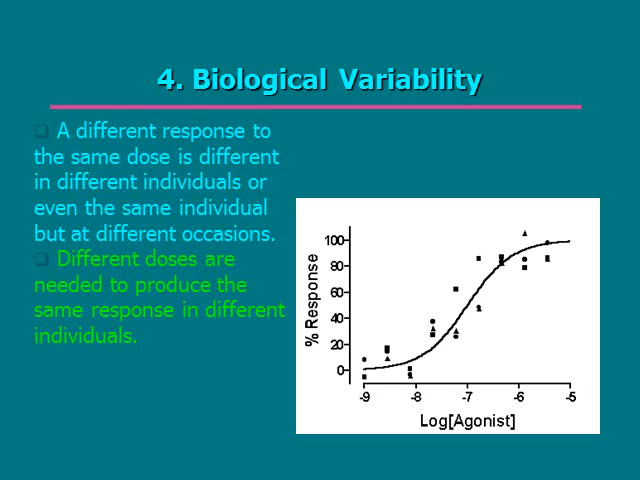 4. Biological Variability
A different response to
the same dose is different
in different individuals or
even the same individual
but at different occasions.
Different doses are
needed to produce the
same response in different
individuals.
% Response
100
80
60
40
20
0
-9 -8 -7 -6 -5
Log[Agonist]